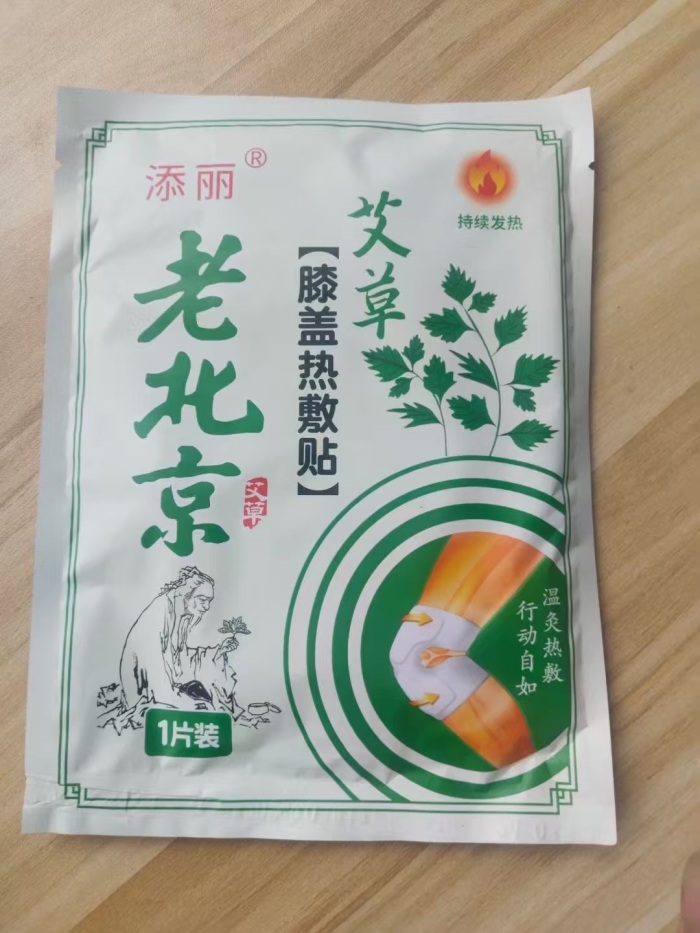 添丽®
持续发热
艾草
【膝盖热敷贴】
老北京
艾草
温灸热敷
行动自如
1片装